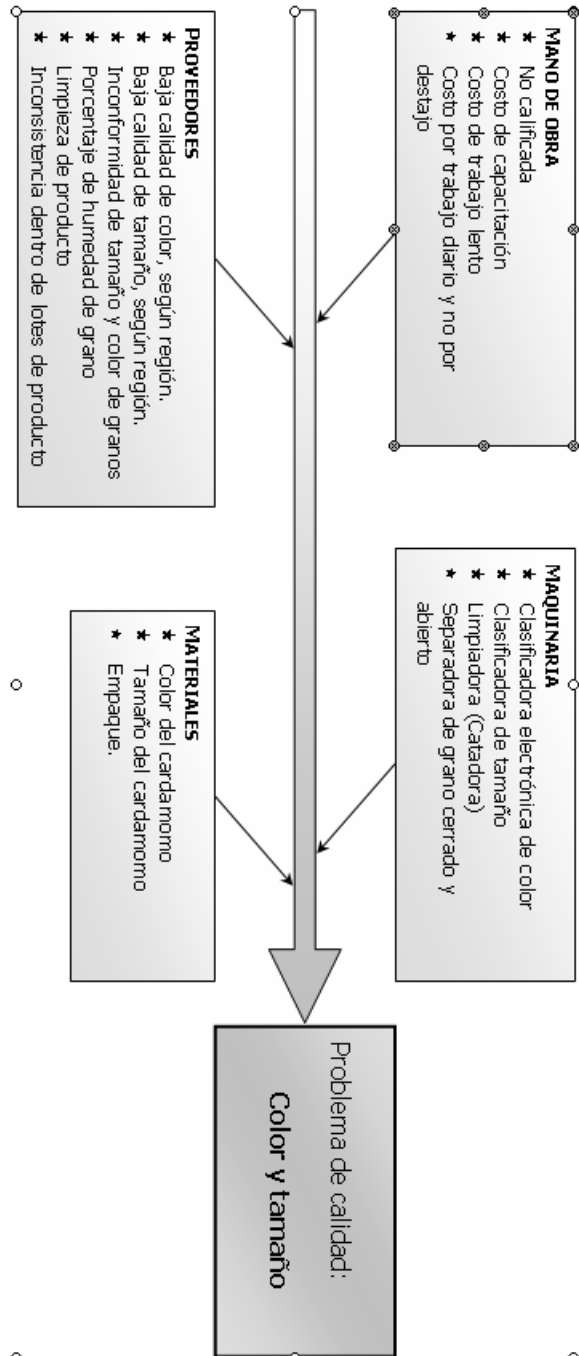 MANO DE OBRA
★ No calificada
★ Costo de capacitación
★ Costo de trabajo lento
★ Costo por trabajo diario y no por
destajo
MAQUINARIA
★ Clasificadora electrónica de color
★ Clasificadora de tamaño
★ Limpiadora (Catadora)
★ Separadora de grano cerrado y
abierto
PROVEEDORES
★ Baja calidad de color, según región.
★ Baja calidad de tamaño, según región.
★ Inconformidad de tamaño y color de granos
★ Porcentaje de humedad de grano
★ Limpieza de producto
★ Inconsistencia dentro de lotes de producto
MATERIALES
★ Color del cardamomo
★ Tamaño del cardamomo
★ Empaque.
Problema de calidad:
Color y tamaño